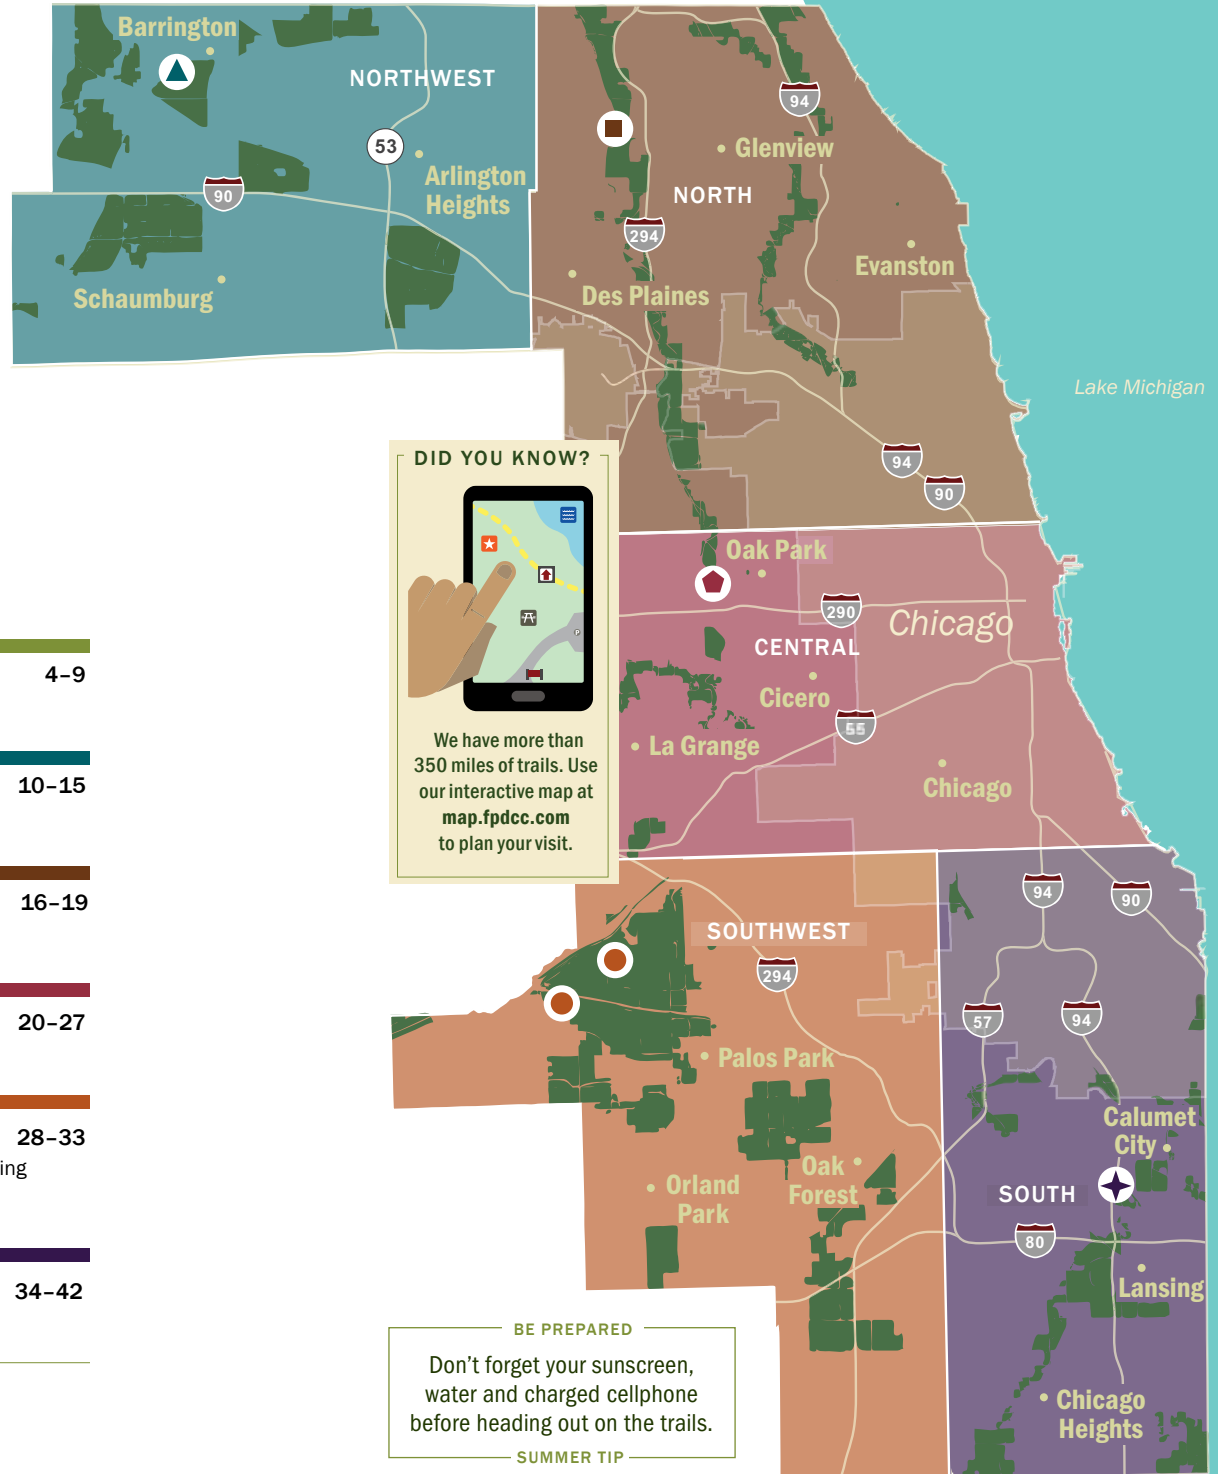 Barrington
NORTHWEST
53
Arlington
Heights
90
Schaumburg
94
Glenview
NORTH
294
Evanston
Des Plaines
Lake Michigan
94
90
DID YOU KNOW?
P
We have more than
350 miles of trails. Use
our interactive map at
map.fpdcc.com
to plan your visit.
Oak Park
290
Chicago
CENTRAL
Cicero
55
La Grange
Chicago
4–9
10–15
16–19
20–27
28–33
ing
34–42
94
90
SOUTHWEST
294
57
94
Palos Park
Calumet
City
Oak
Forest
Orland
Park
SOUTH
80
Lansing
Chicago
Heights
BE PREPARED
Don't forget your sunscreen,
water and charged cellphone
before heading out on the trails.
SUMMER TIP